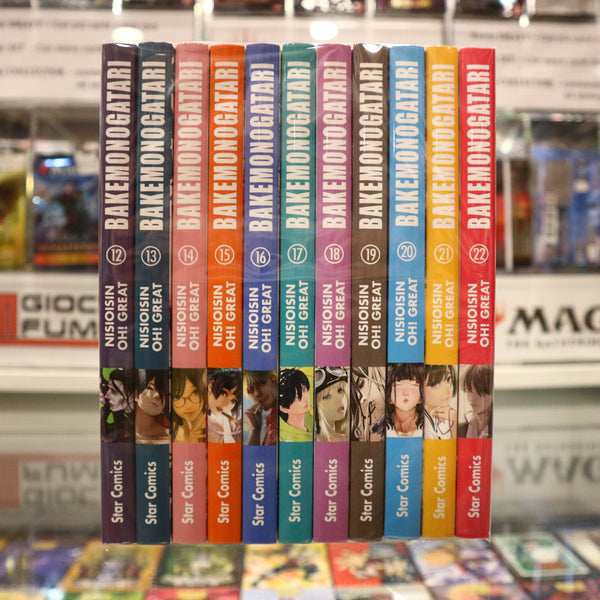 BAKEMONOGATARI
12
NISIOISIN
OH! GREAT
Star Comics
BAKEMONOGATARI
13
NISIOISIN
OH! GREAT
Star Comics
BAKEMONOGATARI
14
NISIOISIN
OH! GREAT
Star Comics
BAKEMONOGATARI
15
NISIOISIN
OH! GREAT
Star Comics
BAKEMONOGATARI
16
NISIOISIN
OH! GREAT
Star Comics
BAKEMONOGATARI
17
NISIOISIN
OH! GREAT
Star Comics
BAKEMONOGATARI
18
NISIOISIN
OH! GREAT
Star Comics
BAKEMONOGATARI
19
NISIOISIN
OH! GREAT
Star Comics
BAKEMONOGATARI
20
NISIOISIN
OH! GREAT
Star Comics
BAKEMONOGATARI
21
NISIOISIN
OH! GREAT
Star Comics
BAKEMONOGATARI
22
NISIOISIN
OH! GREAT
Star Comics
GIOC
FUM
MAG